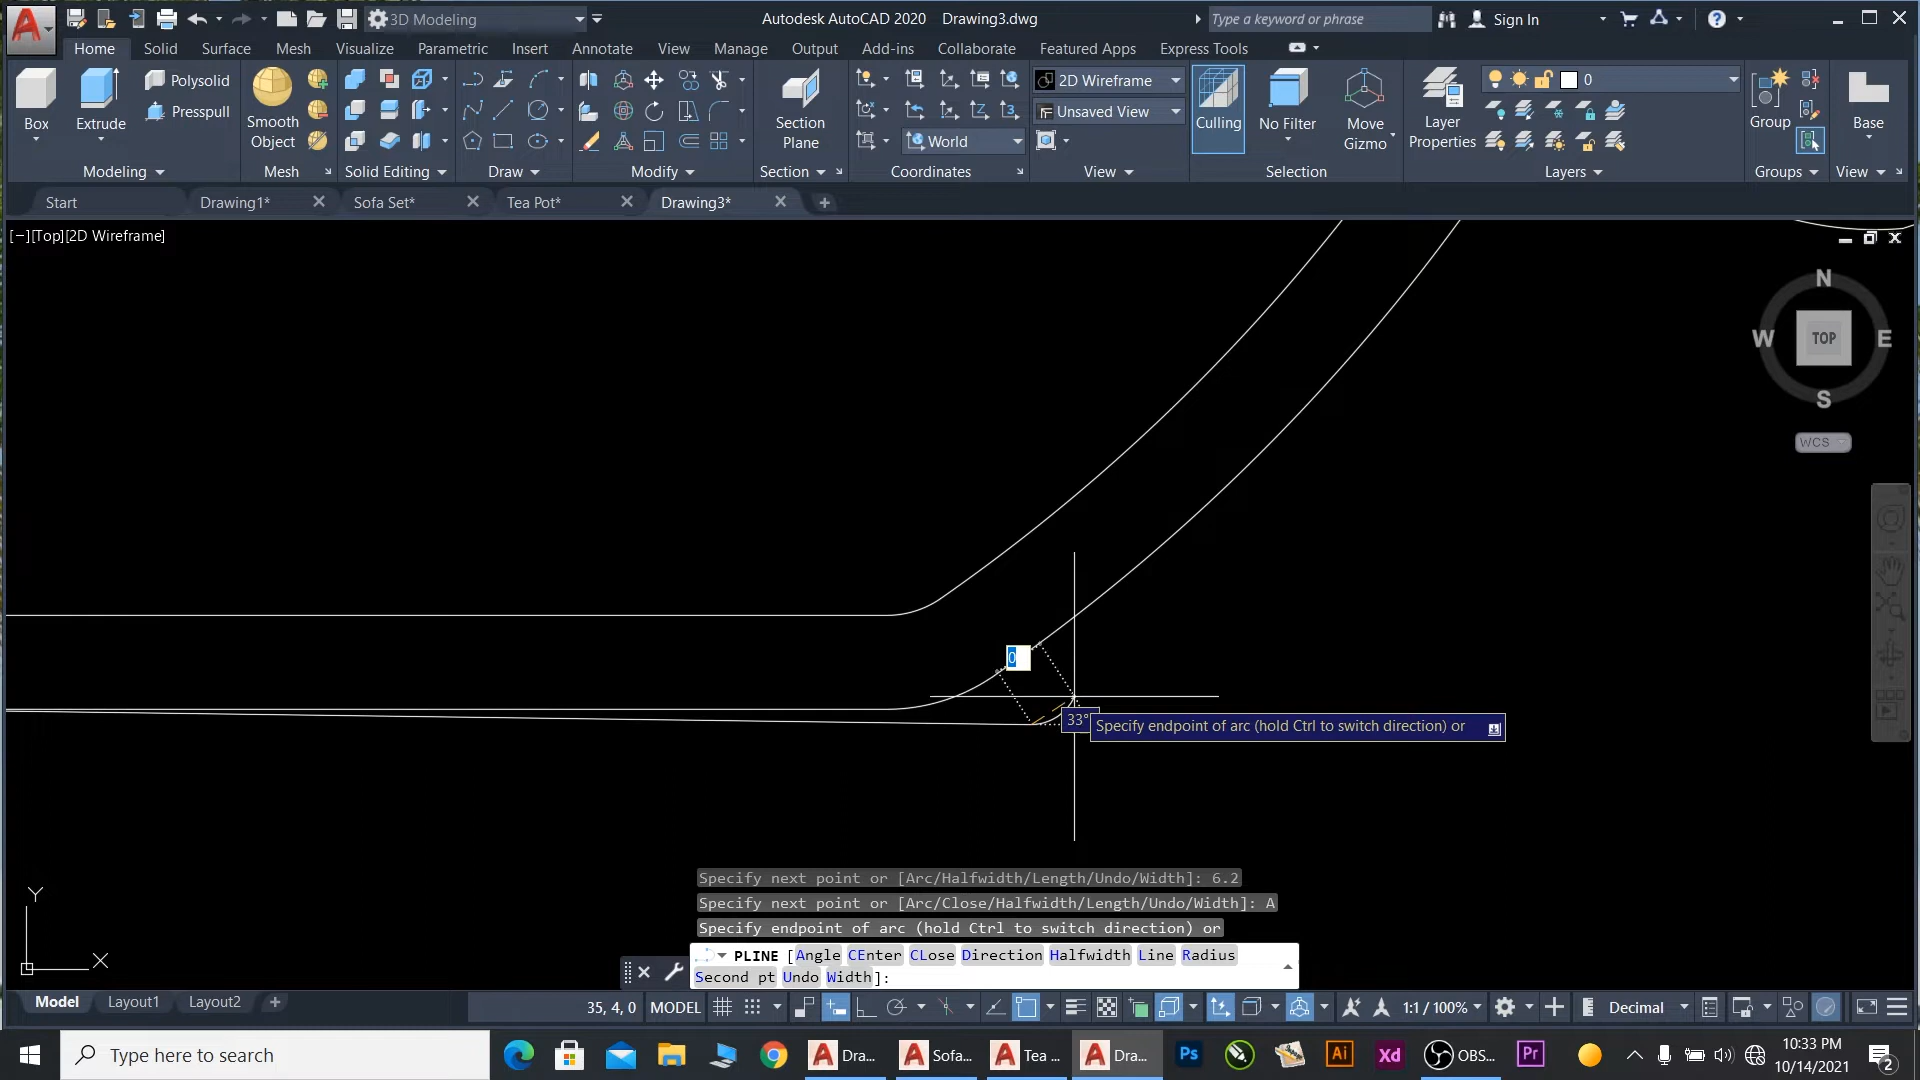 3D Modeling
Autodesk AutoCAD 2020 Drawing3.dwg
Type a keyword or phrase
Sign In
Home Solid Surface Mesh Visualize Parametric Insert Annotate View Manage Output Add-ins Collaborate Featured Apps Express Tools
Box
Extrude
Polysolid
Presspull
Smooth
Object
Section
Plane
World
2D Wireframe
Unsaved View
Culling
No Filter
Move
Gizmo
Layer
Properties
0
Group
Base
Modeling Mesh Solid Editing Draw Modify Section Coordinates View Selection Layers Groups View
Start Drawing1* Sofa Set* Tea Pot* Drawing3*
[−][Top][2D Wireframe]
N
W TOP E
S
WCS
0
33°
Specify endpoint of arc (hold Ctrl to switch direction) or
Y
X
Specify next point or [Arc/Halfwidth/Length/Undo/Width]: 6.2
Specify next point or [Arc/Close/Halfwidth/Length/Undo/Width]: A
Specify endpoint of arc (hold Ctrl to switch direction) or
PLINE [Angle CEnter CLose Direction Halfwidth Line Radius
Second pt Undo Width]:
Model Layout1 Layout2
35, 4, 0 MODEL 1:1 / 100% Decimal
Type here to search
Dra...
Sofa...
Tea ...
Dra...
Ps
Ai
Xd
OBS...
Pr
10:33 PM
10/14/2021
2